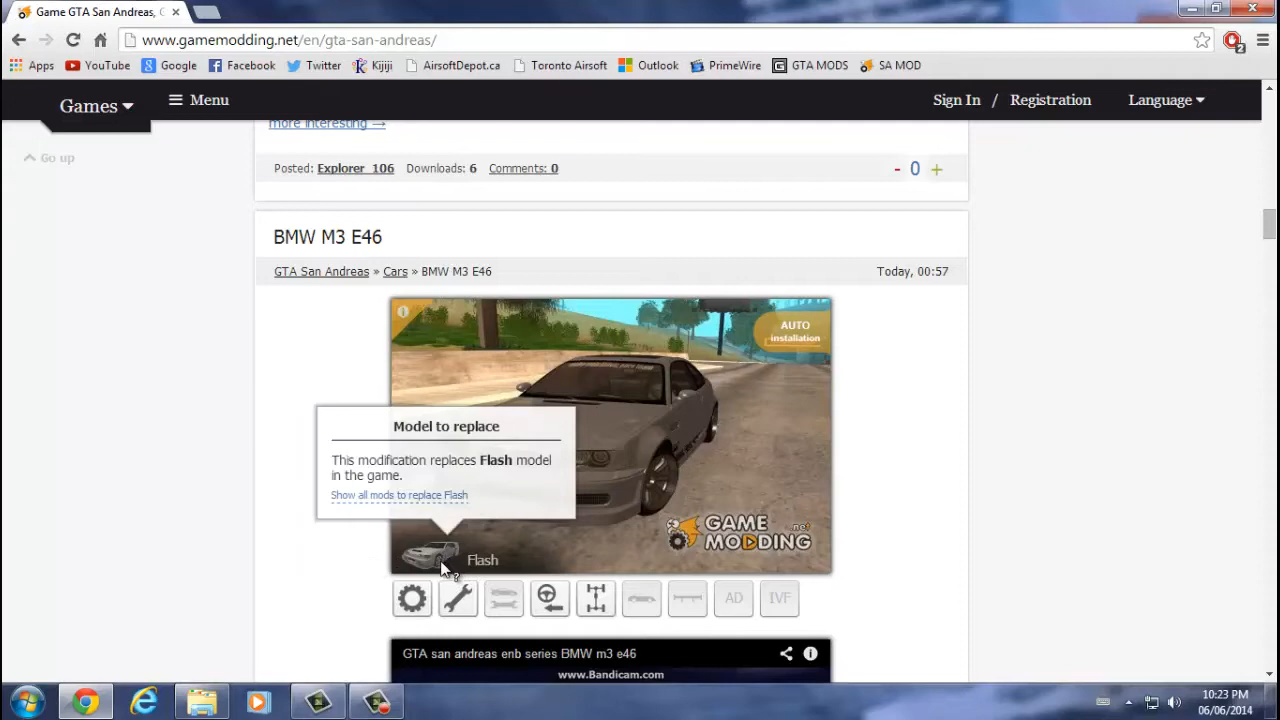 Game GTA San Andreas, G
www.gamemodding.net/en/gta-san-andreas/
2
Apps YouTube Google Facebook Twitter Kijiji AirsoftDepot.ca Toronto Airsoft Outlook PrimeWire GTA MODS SA MOD
Games Menu Sign In / Registration Language
Go up
more interesting →
Posted: Explorer_106 Downloads: 6 Comments: 0 - 0 +
BMW M3 E46
GTA San Andreas » Cars » BMW M3 E46 Today, 00:57
AUTO
installation
Model to replace
This modification replaces Flash model
in the game.
Show all mods to replace Flash
GAME .net
MODDING
Flash
AD IVF
GTA san andreas enb series BMW m3 e46
www.Bandicam.com
10:23 PM
06/06/2014